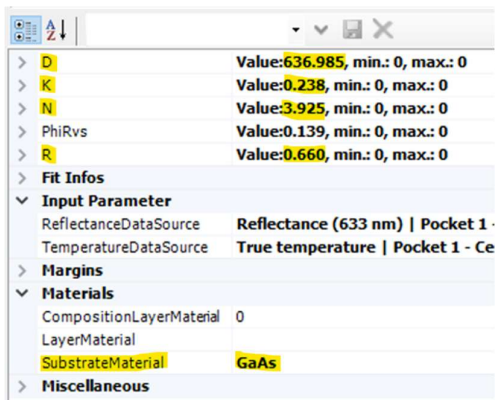 D Value:636.985, min.: 0, max.: 0
K Value:0.238, min.: 0, max.: 0
N Value:3.925, min.: 0, max.: 0
PhiRvs Value:0.139, min.: 0, max.: 0
R Value:0.660, min.: 0, max.: 0
Fit Infos
Input Parameter
ReflectanceDataSource Reflectance (633 nm) | Pocket 1 -
TemperatureDataSource True temperature | Pocket 1 - Ce
Margins
Materials
CompositionLayerMaterial 0
LayerMaterial
SubstrateMaterial GaAs
Miscellaneous